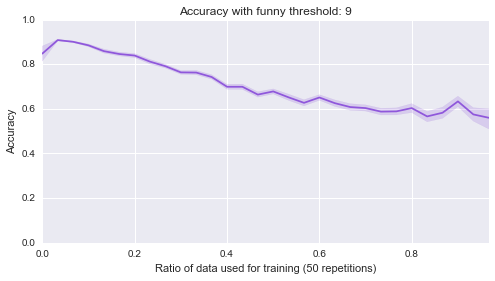 Accuracy with funny threshold: 9
1.0
0.8
0.6
0.4
0.2
0.0
Accuracy
0.0 0.2 0.4 0.6 0.8
Ratio of data used for training (50 repetitions)